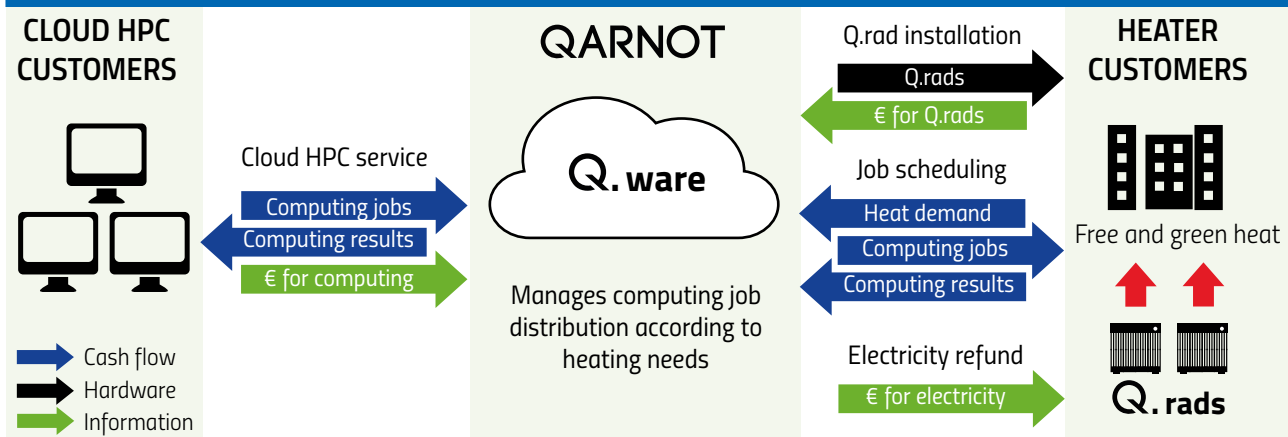 CLOUD HPC
CUSTOMERS
Cloud HPC service
Computing jobs
Computing results
€ for computing
Cash flow
Hardware
Information
QARNOT
Q.ware
Manages computing job
distribution according to
heating needs
Q.rad installation
Q.rads
€ for Q.rads
Job scheduling
Heat demand
Computing jobs
Computing results
Electricity refund
€ for electricity
HEATER
CUSTOMERS
Free and green heat
Q.rads